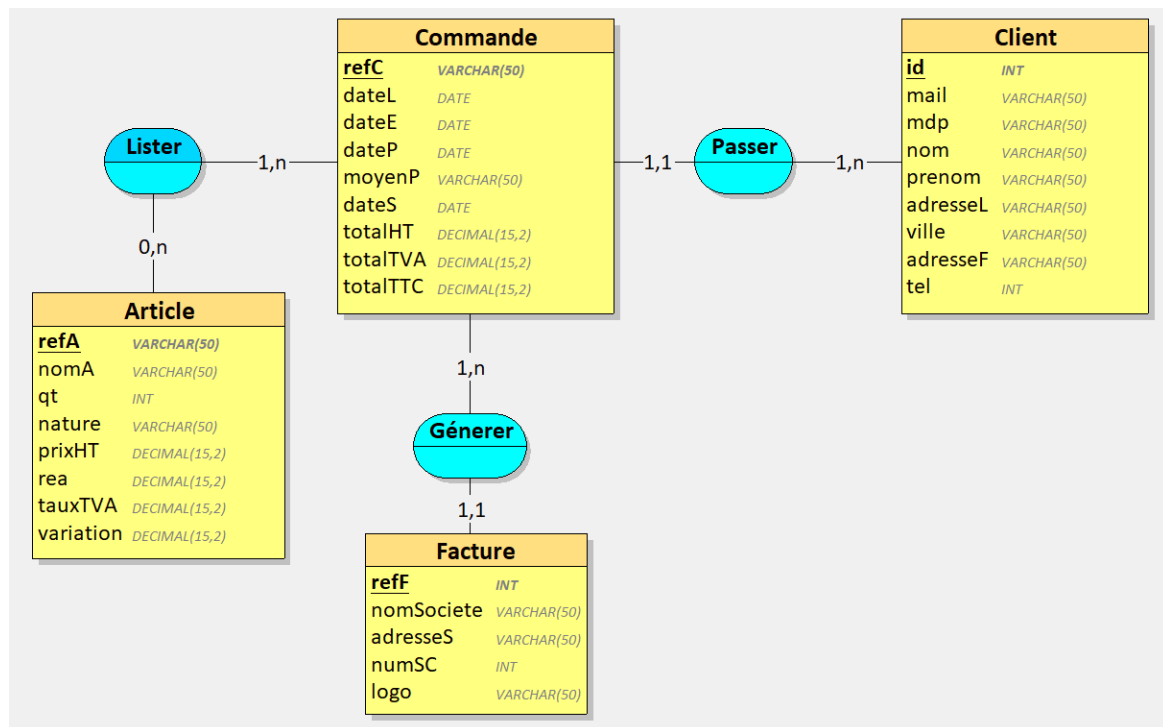 Commande
refC VARCHAR(50)
dateL DATE
dateE DATE
dateP DATE
moyenP VARCHAR(50)
dateS DATE
totalHT DECIMAL(15,2)
totalTVA DECIMAL(15,2)
totalTTC DECIMAL(15,2)
Client
id INT
mail VARCHAR(50)
mdp VARCHAR(50)
nom VARCHAR(50)
prenom VARCHAR(50)
adresseL VARCHAR(50)
ville VARCHAR(50)
adresseF VARCHAR(50)
tel INT
Lister
1,n
1,1
Passer
1,n
0,n
Article
refA VARCHAR(50)
nomA VARCHAR(50)
qt INT
nature VARCHAR(50)
prixHT DECIMAL(15,2)
rea DECIMAL(15,2)
tauxTVA DECIMAL(15,2)
variation DECIMAL(15,2)
1,n
Génerer
1,1
Facture
refF INT
nomSociete VARCHAR(50)
adresseS VARCHAR(50)
numSC INT
logo VARCHAR(50)